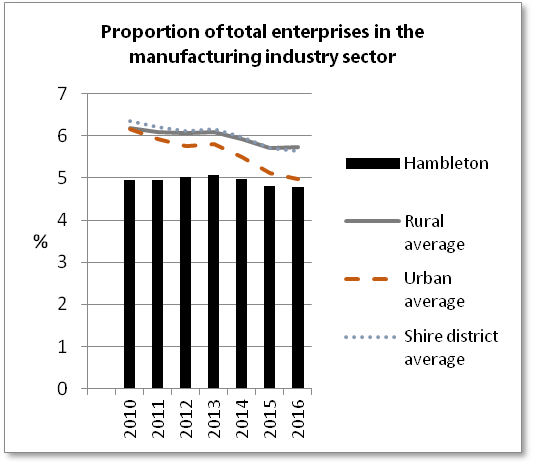 Proportion of total enterprises in the
manufacturing industry sector
7
6
5
4
3
2
1
0
%
2010
2011
2012
2013
2014
2015
2016
Hambleton
Rural
average
Urban
average
Shire district
average